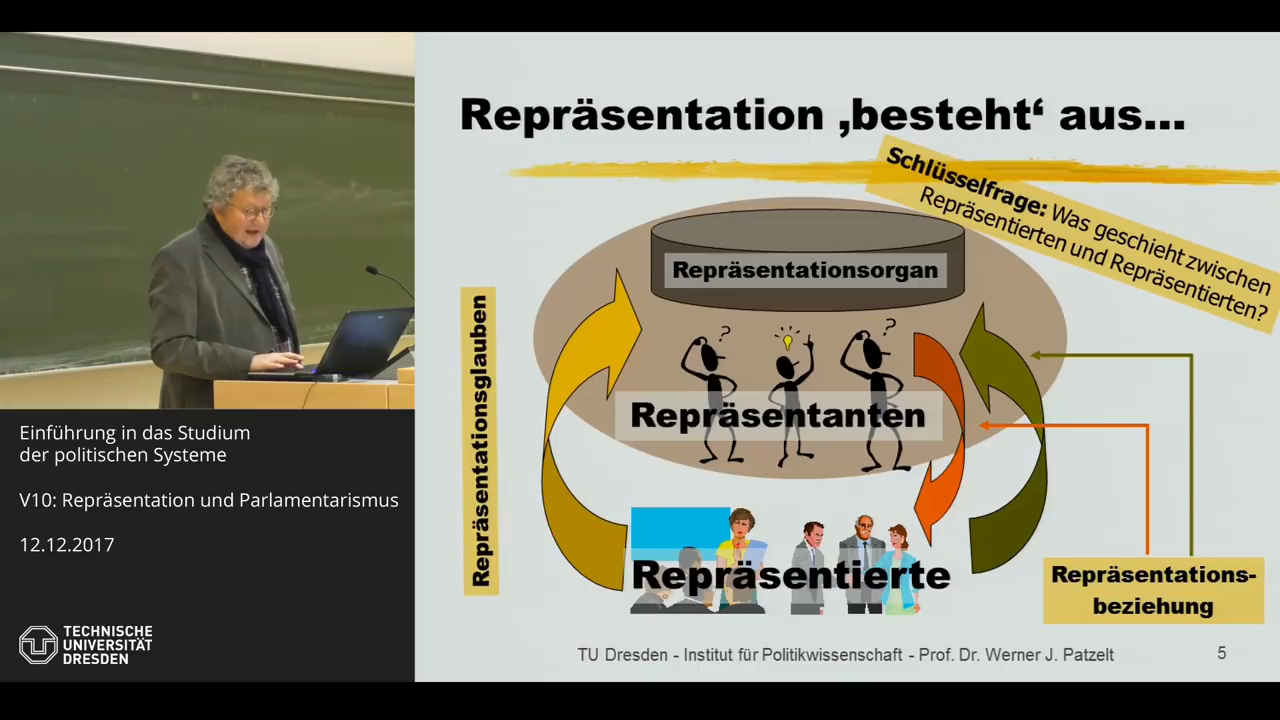 Repräsentation ‚besteht‘ aus...
Schlüsselfrage: Was geschieht zwischen
Repräsentierten und Repräsentierten?
Repräsentationsorgan
Repräsentationsglauben
?
?
Repräsentanten
Repräsentierte
Repräsentations-
beziehung
TU Dresden - Institut für Politikwissenschaft - Prof. Dr. Werner J. Patzelt
5
Einführung in das Studium
der politischen Systeme
V10: Repräsentation und Parlamentarismus
12.12.2017
TECHNISCHE
UNIVERSITÄT
DRESDEN